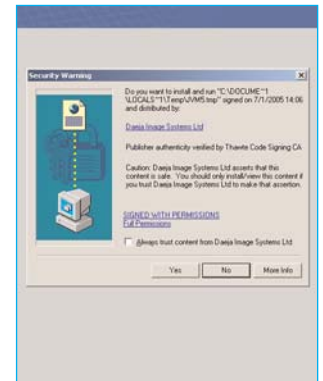 Security Warning
Do you want to install and run "C:\DOCUME~1
\LOCALS~1\Temp\JVM5.tmp" signed on 7/1/2005 14:06
and distributed by:
Daeja Image Systems Ltd
Publisher authenticity verified by Thawte Code Signing CA
Caution: Daeja Image Systems Ltd asserts that this
content is safe. You should only install/view this content if
you trust Daeja Image Systems Ltd to make that assertion.
SIGNED WITH PERMISSIONS
Full Permissions
Always trust content from Daeja Image Systems Ltd
Yes
No
More Info